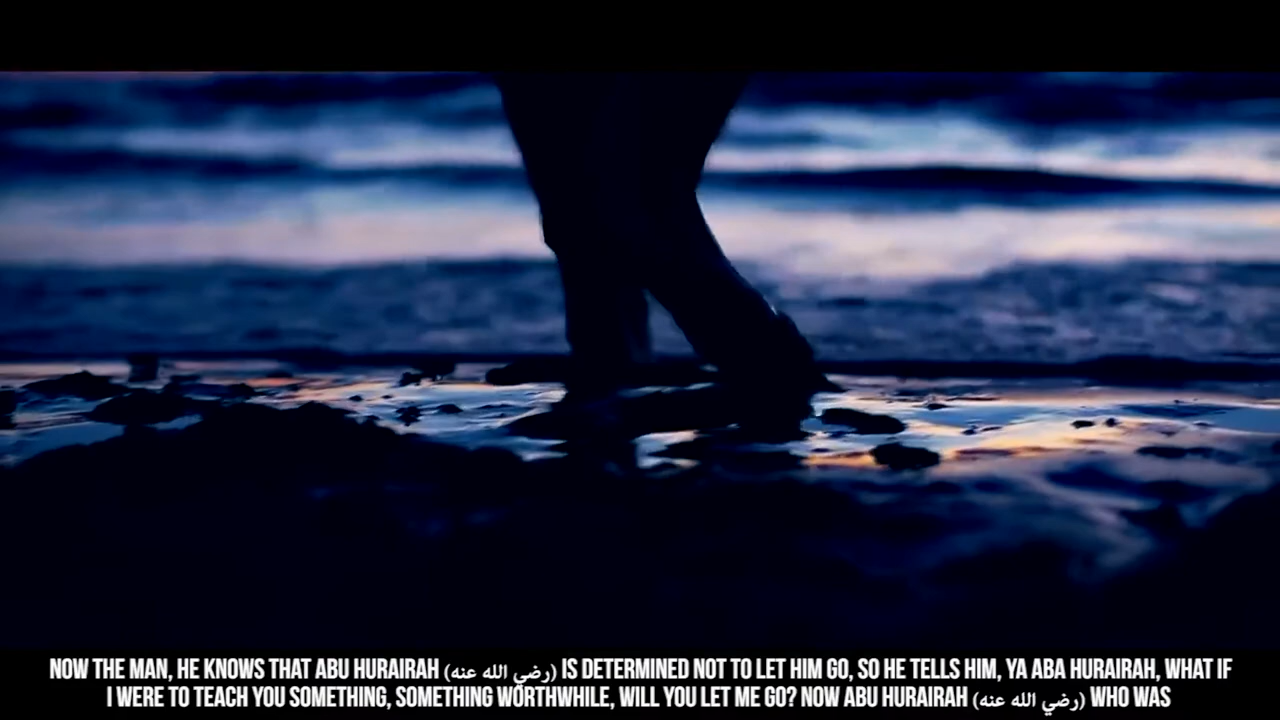 NOW THE MAN, HE KNOWS THAT ABU HURAIRAH (رضي الله عنه) IS DETERMINED NOT TO LET HIM GO, SO HE TELLS HIM, YA ABA HURAIRAH, WHAT IF
I WERE TO TEACH YOU SOMETHING, SOMETHING WORTHWHILE, WILL YOU LET ME GO? NOW ABU HURAIRAH (رضي الله عنه) WHO WAS